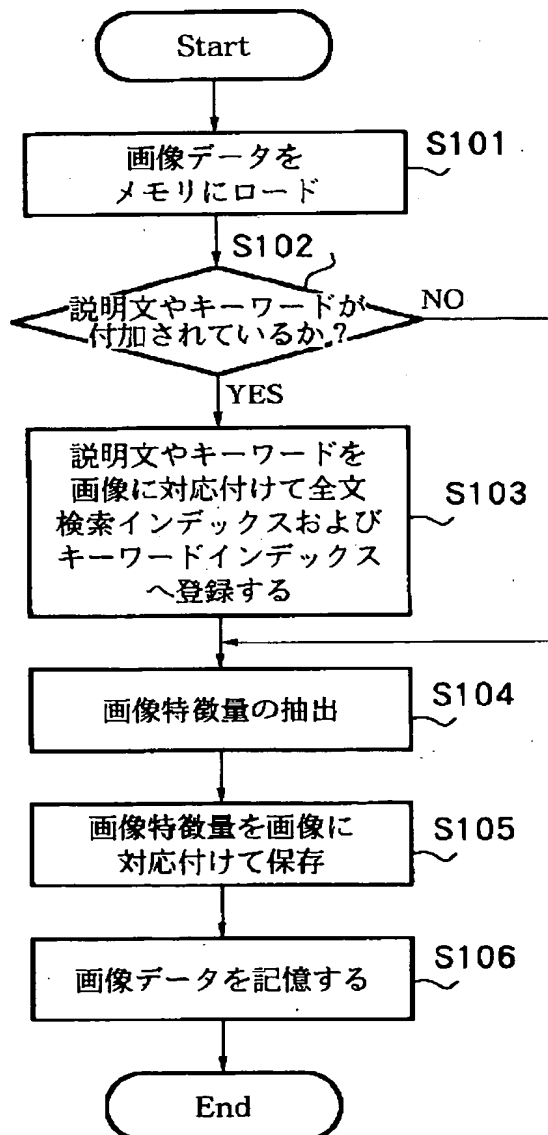 Start
画像データを
メモリにロード
S101
S102
説明文やキーワードが
付加されているか?
NO
YES
説明文やキーワードを
画像に対応付けて全文
検索インデックスおよび
キーワードインデックス
へ登録する
S103
画像特徴量の抽出
S104
画像特徴量を画像に
対応付けて保存
S105
画像データを記憶する
S106
End